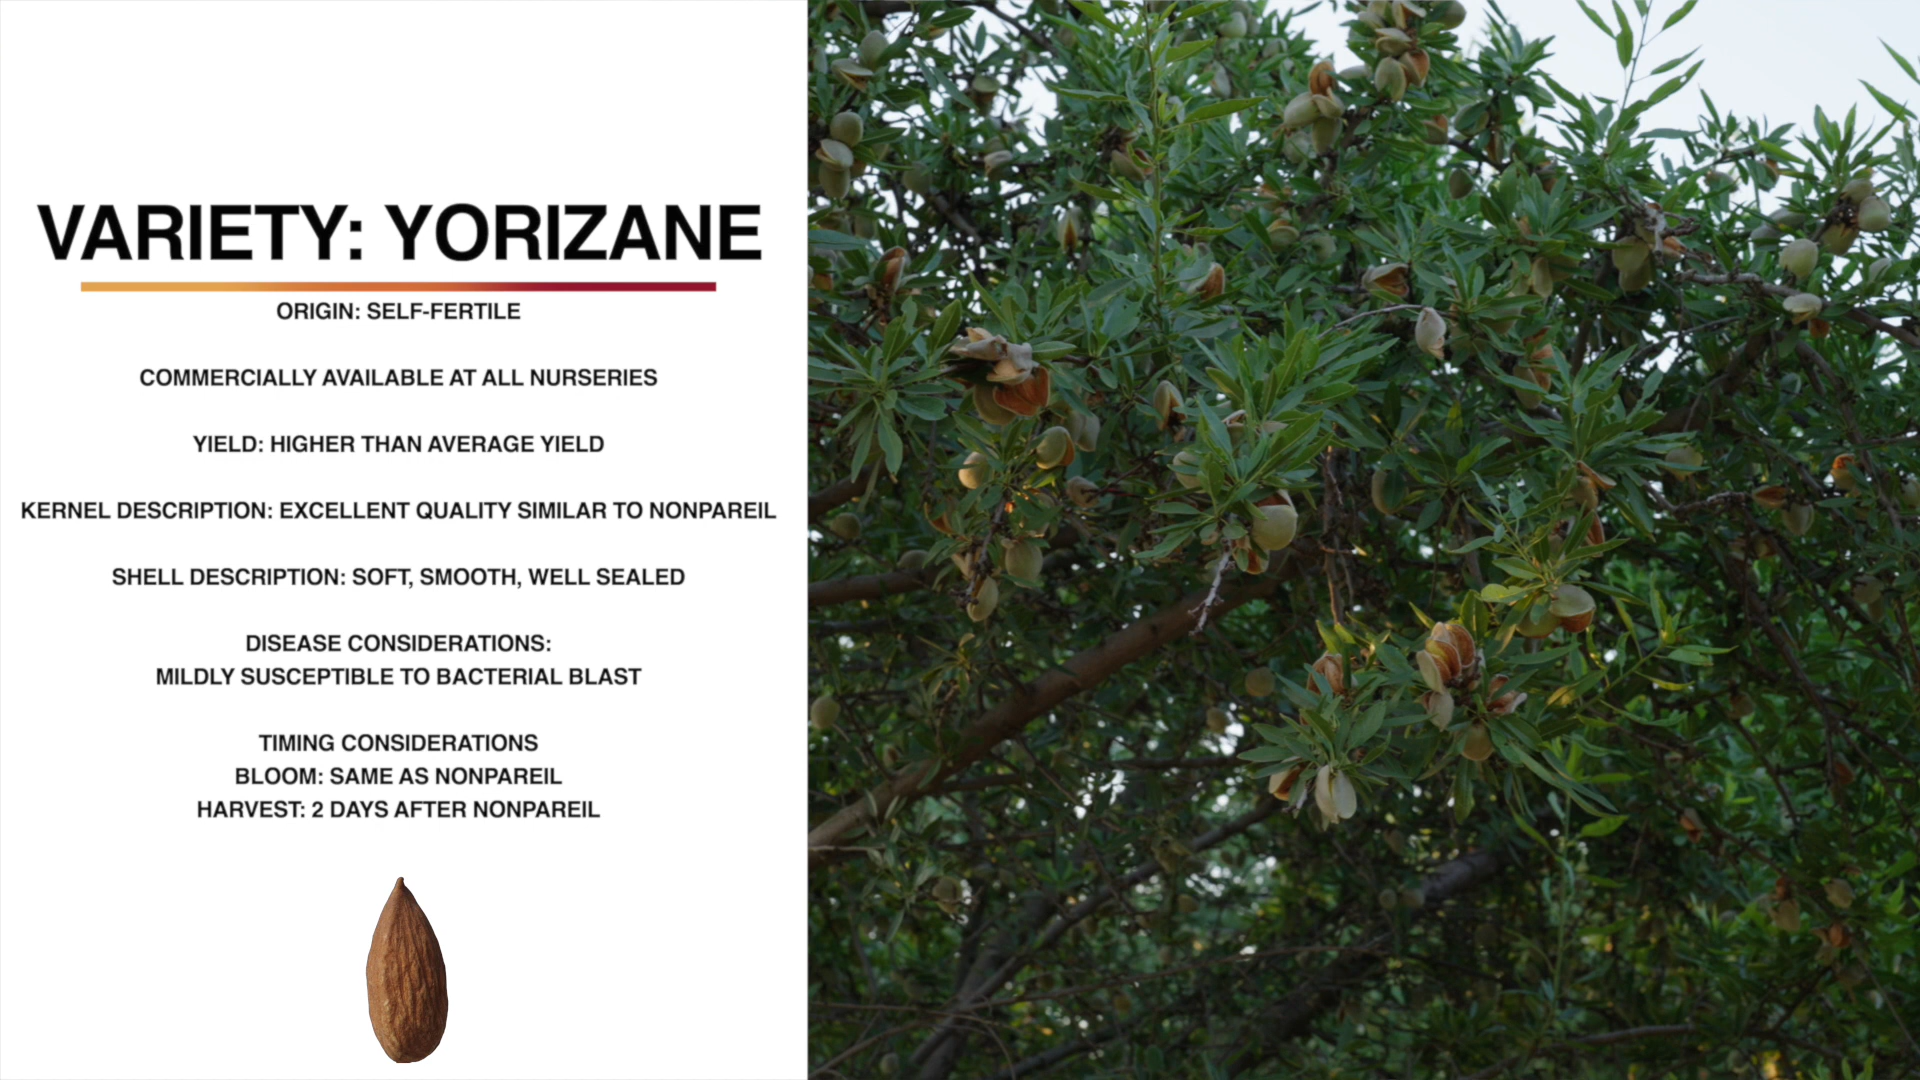 VARIETY: YORIZANE
ORIGIN: SELF-FERTILE
COMMERCIALLY AVAILABLE AT ALL NURSERIES
YIELD: HIGHER THAN AVERAGE YIELD
KERNEL DESCRIPTION: EXCELLENT QUALITY SIMILAR TO NONPAREIL
SHELL DESCRIPTION: SOFT, SMOOTH, WELL SEALED
DISEASE CONSIDERATIONS:
MILDLY SUSCEPTIBLE TO BACTERIAL BLAST
TIMING CONSIDERATIONS
BLOOM: SAME AS NONPAREIL
HARVEST: 2 DAYS AFTER NONPAREIL